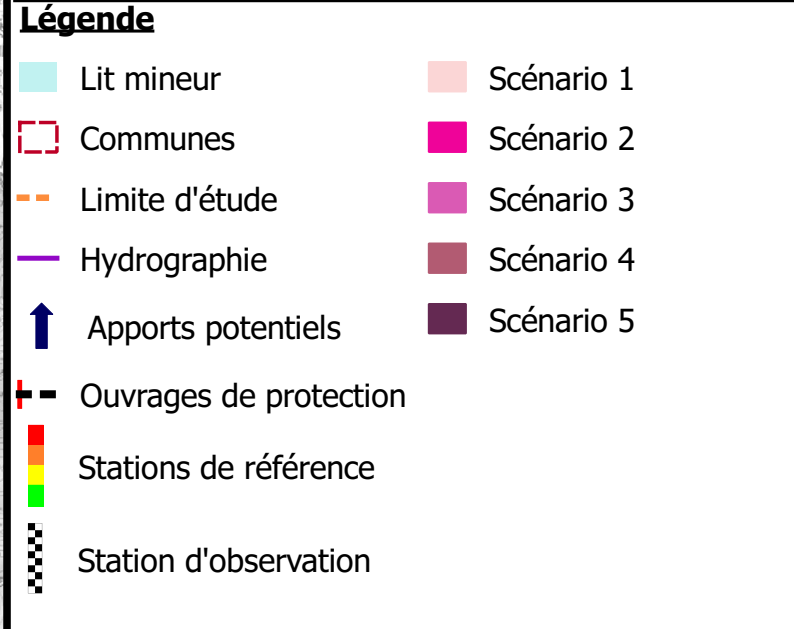 Légende
Lit mineur
Communes
Limite d'étude
Hydrographie
Apports potentiels
Ouvrages de protection
Stations de référence
Station d'observation
Scénario 1
Scénario 2
Scénario 3
Scénario 4
Scénario 5